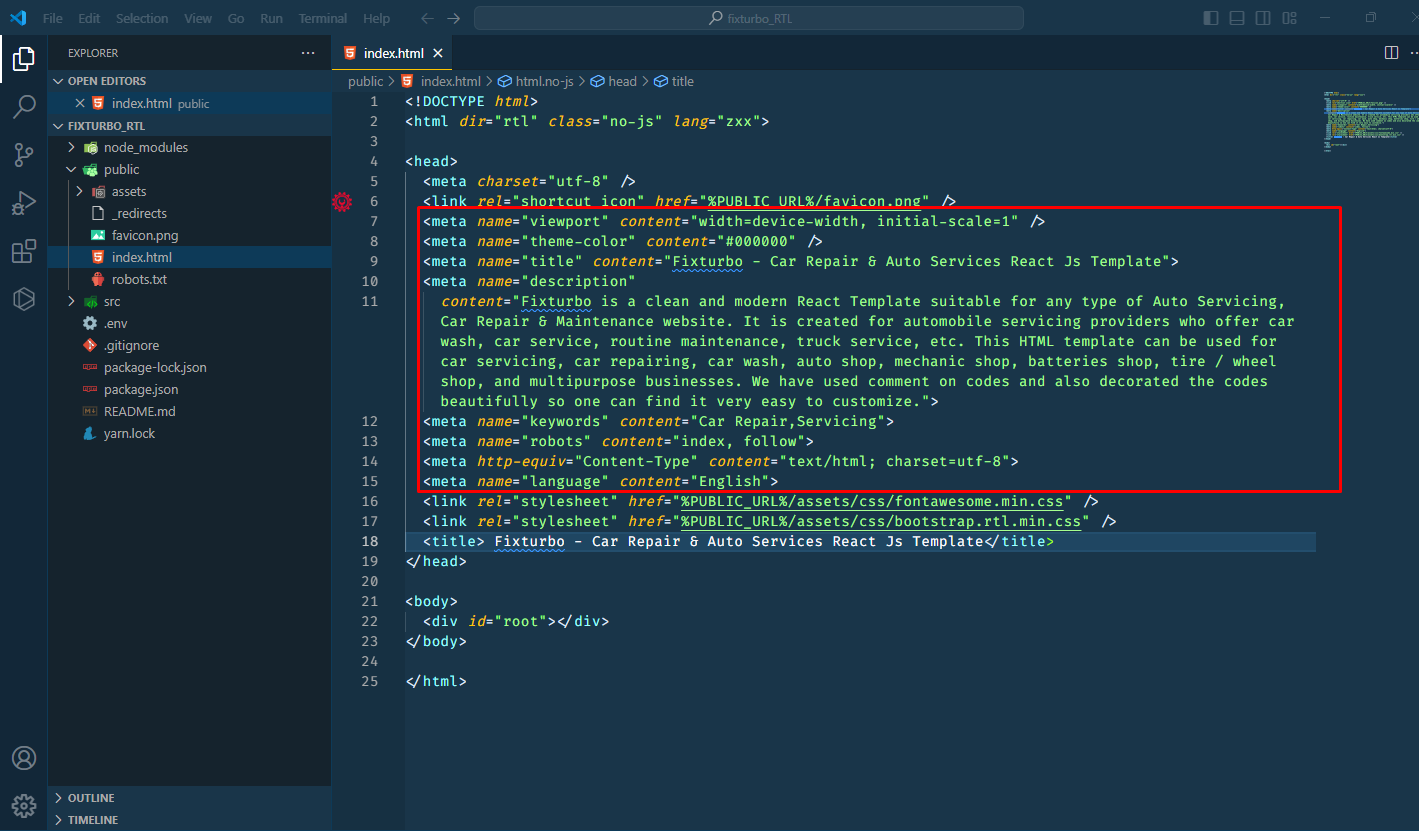 File Edit Selection View Go Run Terminal Help
fixturbo_RTL
EXPLORER
OPEN EDITORS
index.html public
FIXTURBO_RTL
node_modules
public
assets
_redirects
favicon.png
index.html
robots.txt
src
.env
.gitignore
package-lock.json
package.json
README.md
yarn.lock
OUTLINE
TIMELINE
index.html
public > index.html > html.no-js > head > title
1 <!DOCTYPE html>
2 <html dir="rtl" class="no-js" lang="zxx">
3
4 <head>
5 <meta charset="utf-8" />
6 <link rel="shortcut icon" href="%PUBLIC_URL%/favicon.png" />
7 <meta name="viewport" content="width=device-width, initial-scale=1" />
8 <meta name="theme-color" content="#000000" />
9 <meta name="title" content="Fixturbo - Car Repair & Auto Services React Js Template">
10 <meta name="description"
11 content="Fixturbo is a clean and modern React Template suitable for any type of Auto Servicing,
Car Repair & Maintenance website. It is created for automobile servicing providers who offer car
wash, car service, routine maintenance, truck service, etc. This HTML template can be used for
car servicing, car repairing, car wash, auto shop, mechanic shop, batteries shop, tire / wheel
shop, and multipurpose businesses. We have used comment on codes and also decorated the codes
beautifully so one can find it very easy to customize.">
12 <meta name="keywords" content="Car Repair,Servicing">
13 <meta name="robots" content="index, follow">
14 <meta http-equiv="Content-Type" content="text/html; charset=utf-8">
15 <meta name="language" content="English">
16 <link rel="stylesheet" href="%PUBLIC_URL%/assets/css/fontawesome.min.css" />
17 <link rel="stylesheet" href="%PUBLIC_URL%/assets/css/bootstrap.rtl.min.css" />
18 <title> Fixturbo - Car Repair & Auto Services React Js Template</title>
19 </head>
20
21 <body>
22 <div id="root"></div>
23 </body>
24
25 </html>